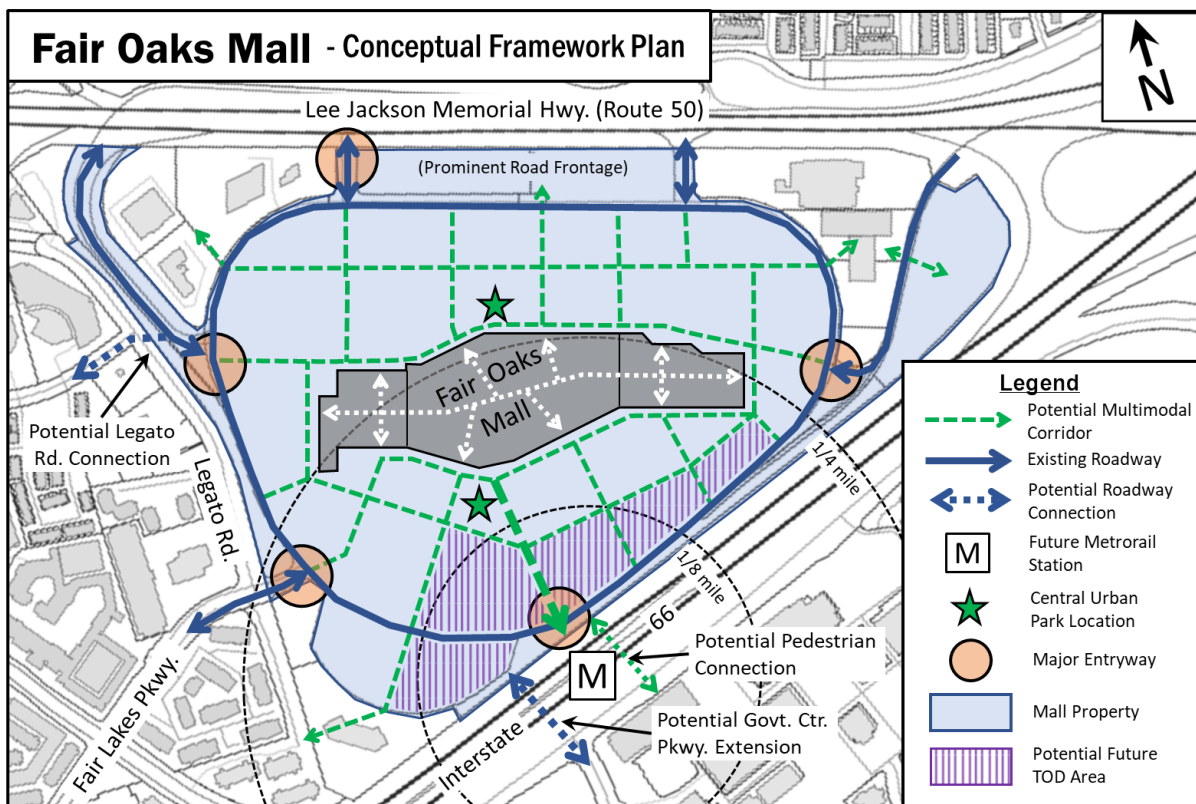 Fair Oaks Mall - Conceptual Framework Plan
N
Lee Jackson Memorial Hwy. (Route 50)
(Prominent Road Frontage)
Fair Oaks
Mall
Potential Legato
Rd. Connection
Legato Rd.
1/4 mile
1/8 mile
66
Interstate
M
Potential Pedestrian
Connection
Potential Govt. Ctr.
Pkwy. Extension
Fair Lakes Pkwy.
Legend
Potential Multimodal
Corridor
Existing Roadway
Potential Roadway
Connection
M
Future Metrorail
Station
Central Urban
Park Location
Major Entryway
Mall Property
Potential Future
TOD Area